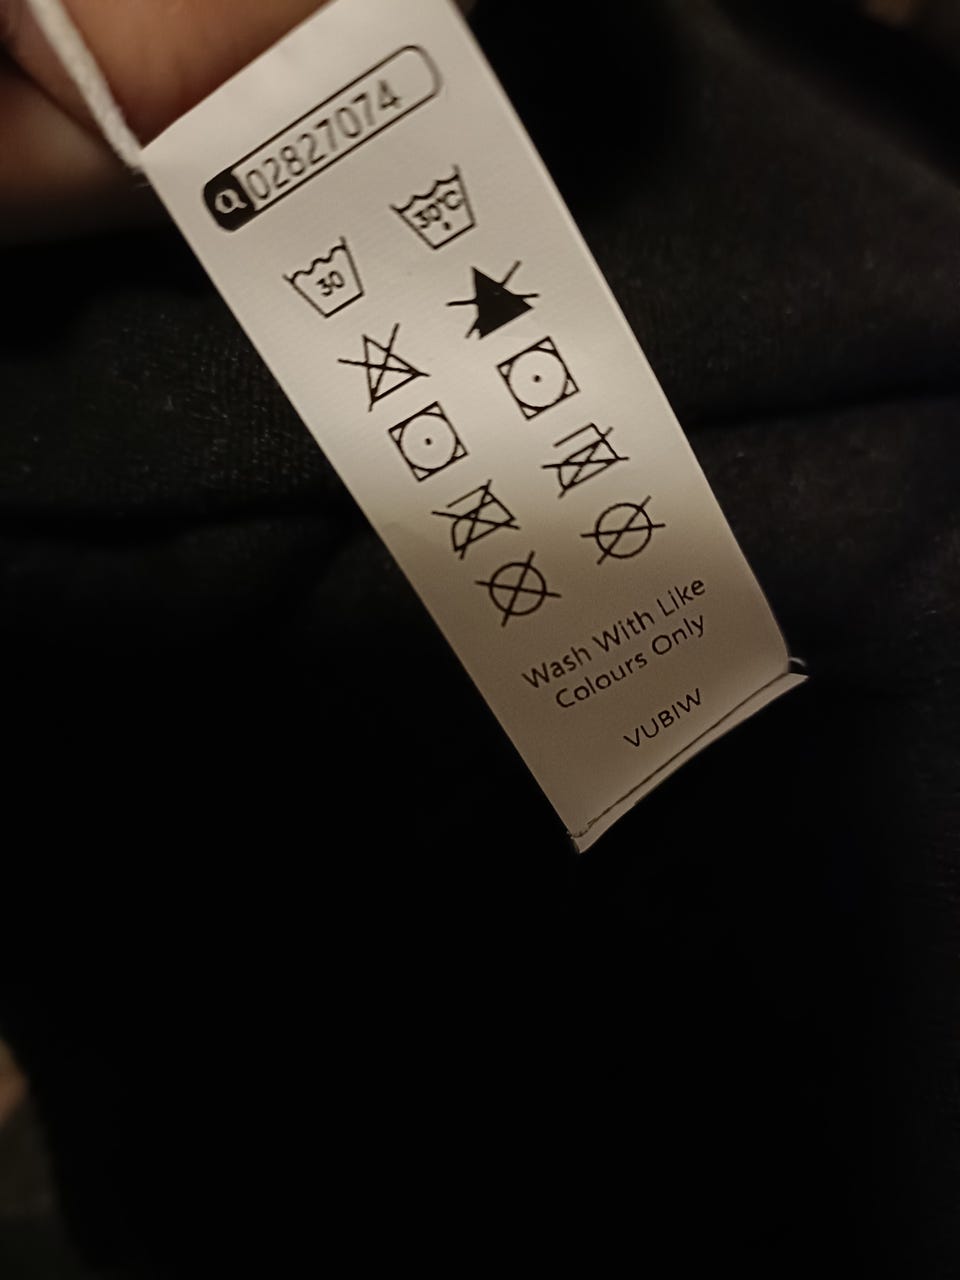 02827074
30
30°C
Wash With Like
Colours Only
VUBIW